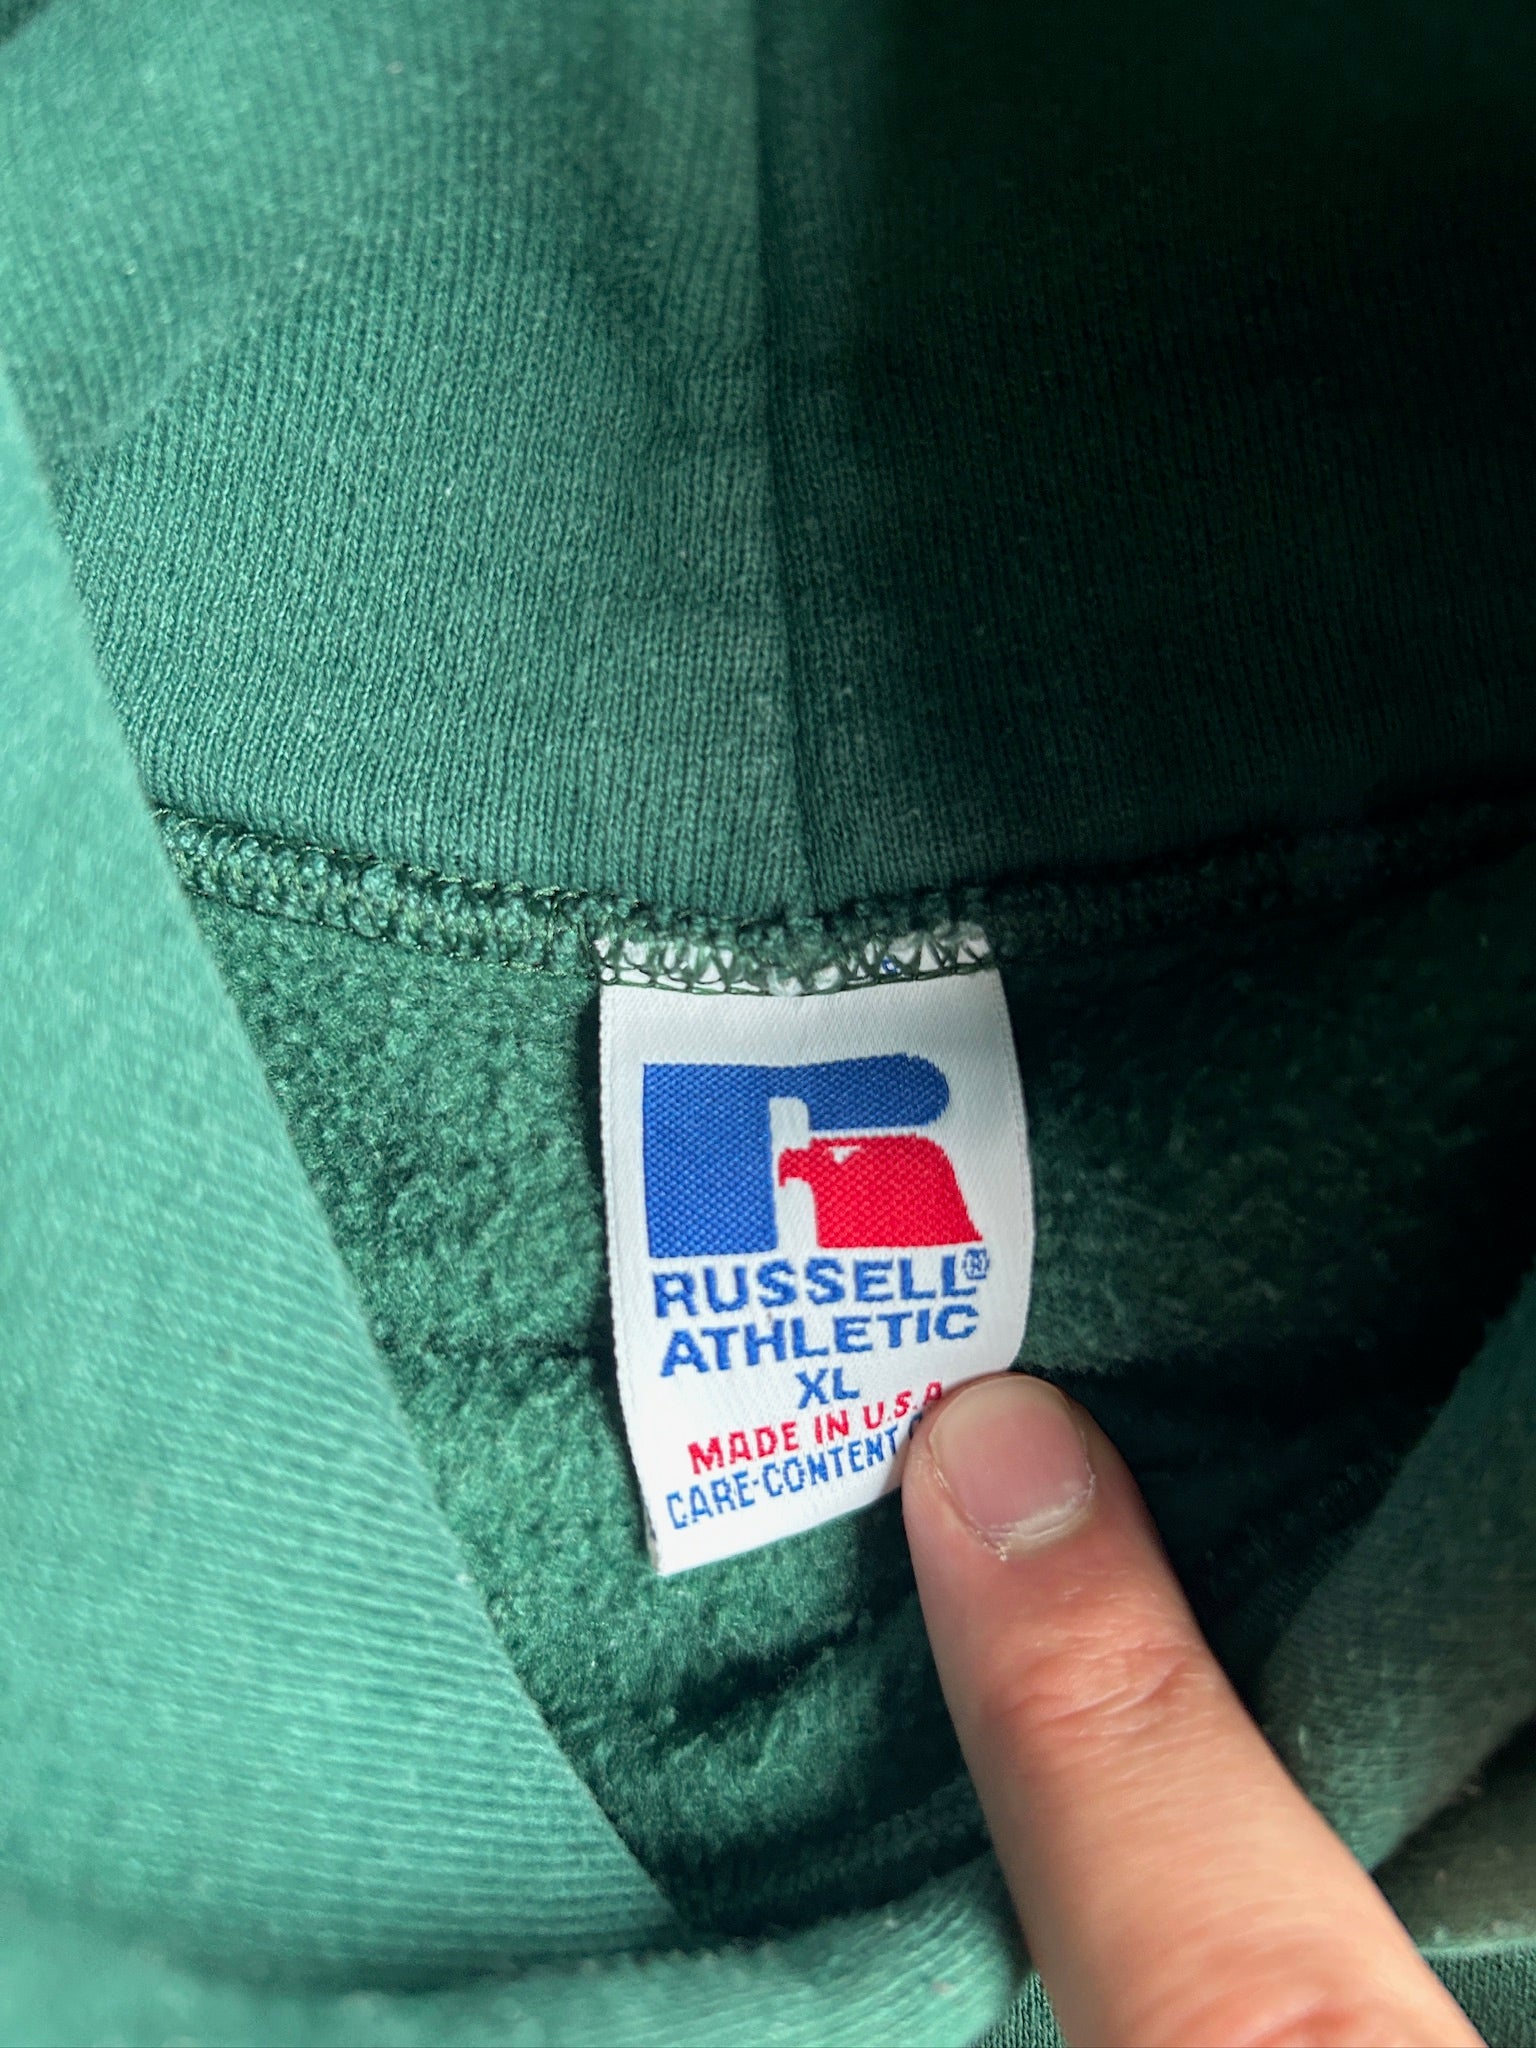 RUSSELL®
ATHLETIC
XL
MADE IN U.S.A
CARE-CONTENT